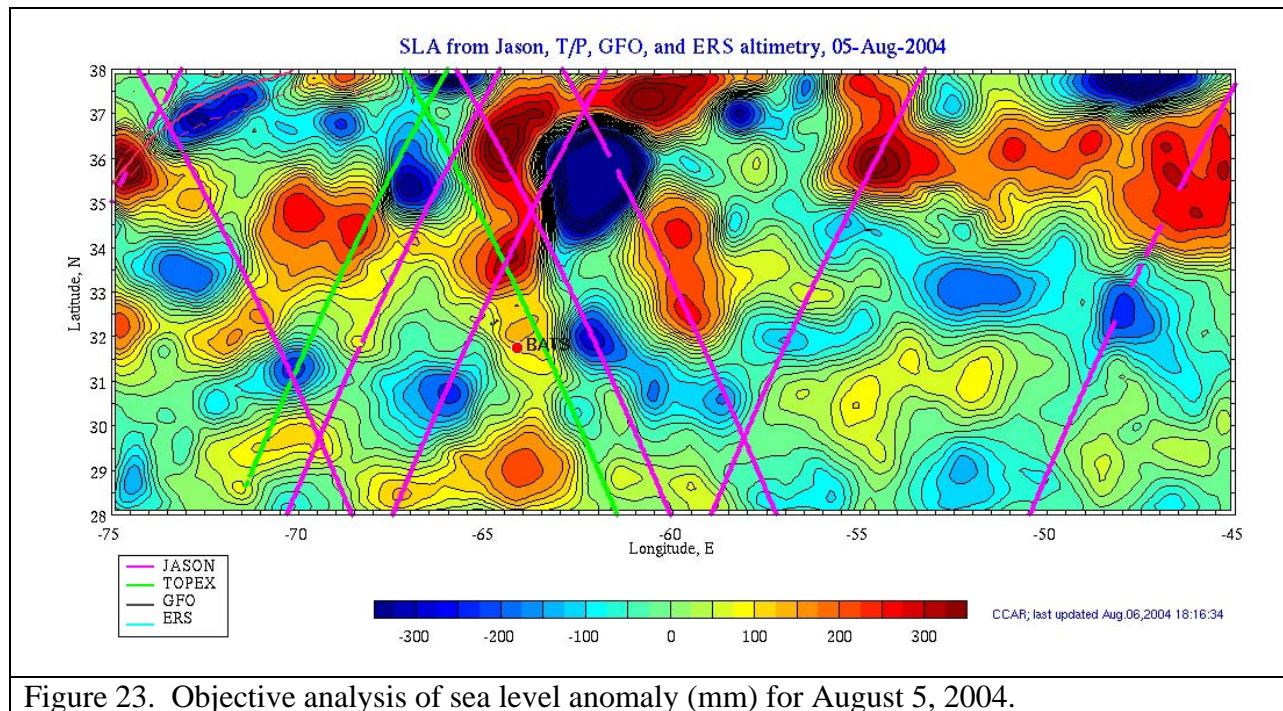 SLA from Jason, T/P, GFO, and ERS altimetry, 05-Aug-2004
38
37
36
35
34
33
32
31
30
29
28
Latitude, N
BATS
-75 -70 -65 -60 -55 -50 -45
Longitude, E
JASON
TOPEX
GFO
ERS
-300 -200 -100 0 100 200 300
CCAR; last updated Aug.06,2004 18:16:34
Figure 23. Objective analysis of sea level anomaly (mm) for August 5, 2004.